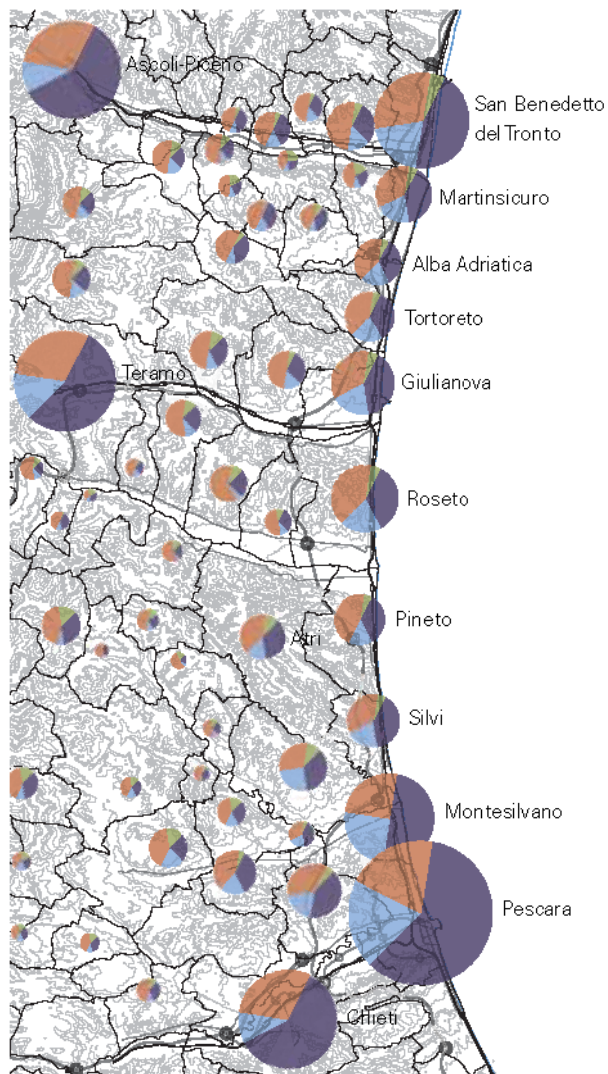 Ascoli-Piceno
San Benedetto
del Tronto
Martinsicuro
Alba Adriatica
Tortoreto
Teramo
Giulianova
Roseto
Pineto
Atri
Silvi
Montesilvano
Pescara
Chieti